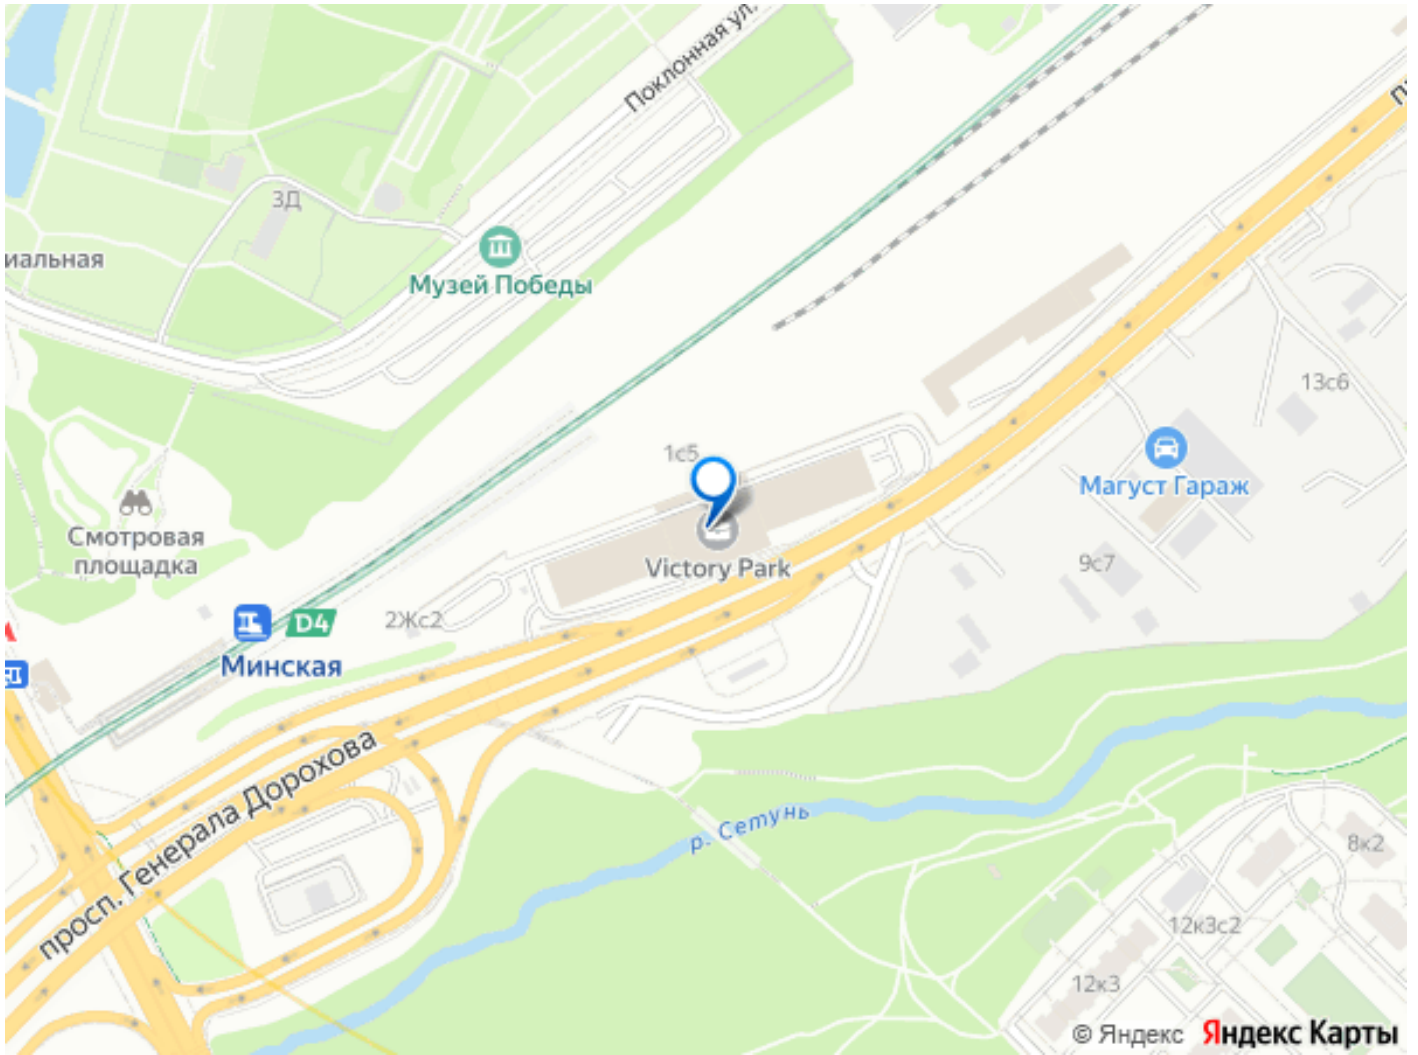 Поклонная ул.
3Д
иальная
Музей Победы
13с6
1с5
Магуст Гараж
Смотровая
площадка
Victory Park
9с7
2Жс2
D4
Минская
просп. Генерала Дорохова
р. Сетунь
8к2
12к3с2
12к3
© Яндекс Яндекс Карты